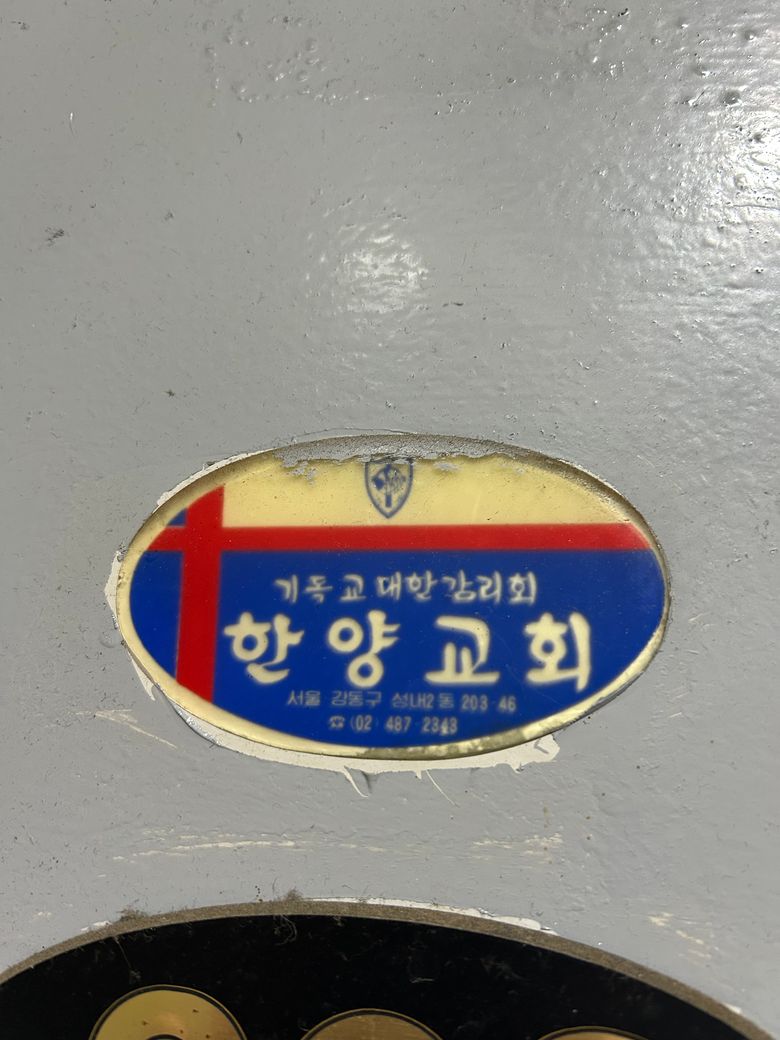 기독교 대한감리회
한양교회
서울 강동구 성내2동 203-46
☎ (02) 487-2343